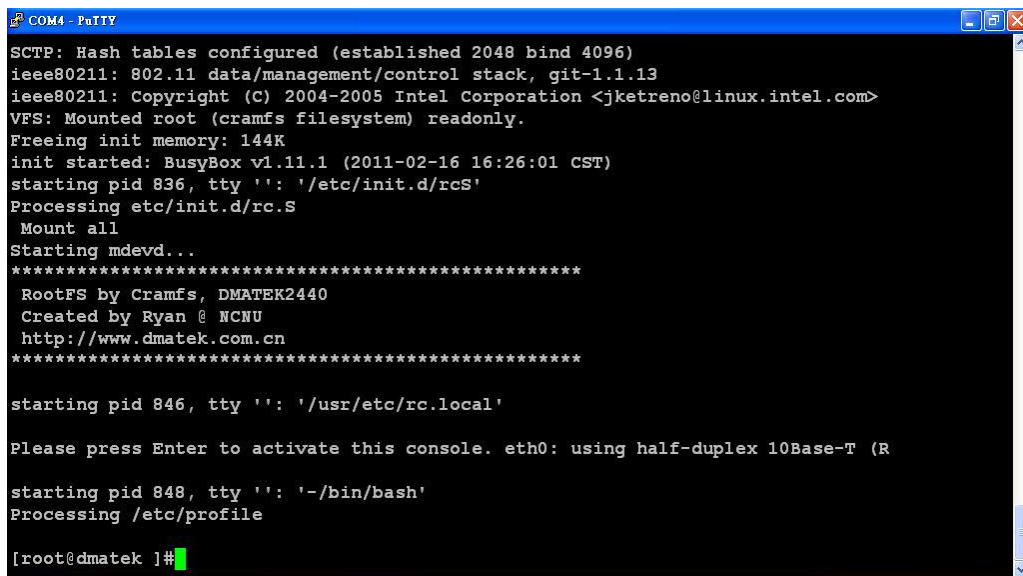 COM4 - PuTTY
SCTP: Hash tables configured (established 2048 bind 4096)
ieee80211: 802.11 data/management/control stack, git-1.1.13
ieee80211: Copyright (C) 2004-2005 Intel Corporation <jketreno@linux.intel.com>
VFS: Mounted root (cramfs filesystem) readonly.
Freeing init memory: 144K
init started: BusyBox v1.11.1 (2011-02-16 16:26:01 CST)
starting pid 836, tty '': '/etc/init.d/rcS'
Processing etc/init.d/rc.S
 Mount all
Starting mdevd...
****************************************************
 RootFS by Cramfs, DMATEK2440
 Created by Ryan @ NCNU
 http://www.dmatek.com.cn
****************************************************
starting pid 846, tty '': '/usr/etc/rc.local'
Please press Enter to activate this console. eth0: using half-duplex 10Base-T (R
starting pid 848, tty '': '-/bin/bash'
Processing /etc/profile
[root@dmatek ]#